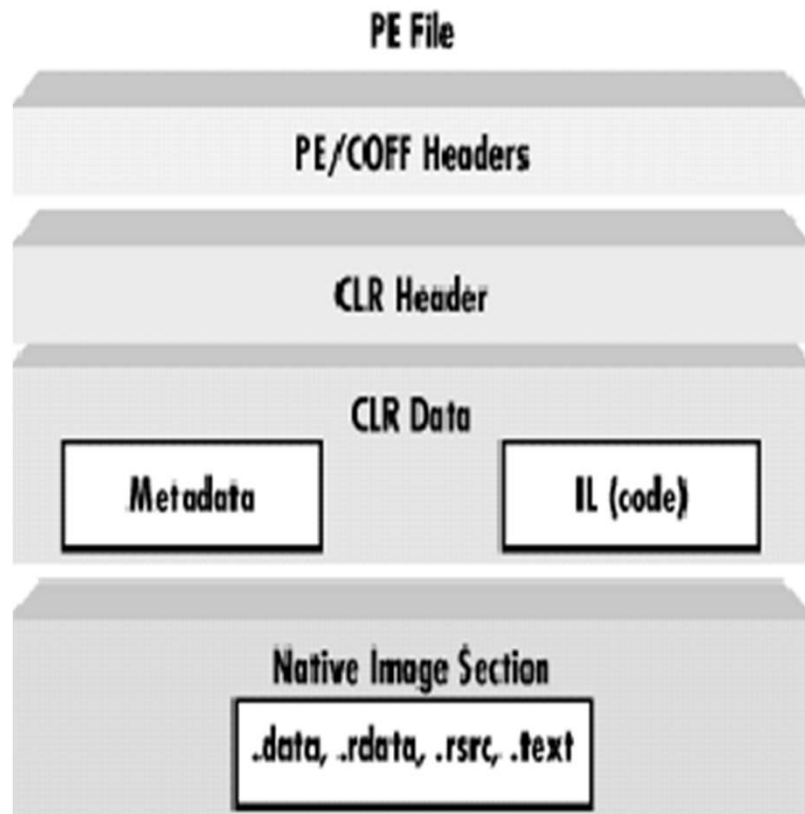 PE File
PE/COFF Headers
CLR Header
CLR Data
Metadata
IL (code)
Native Image Section
.data, .rdata, .rsrc, .text